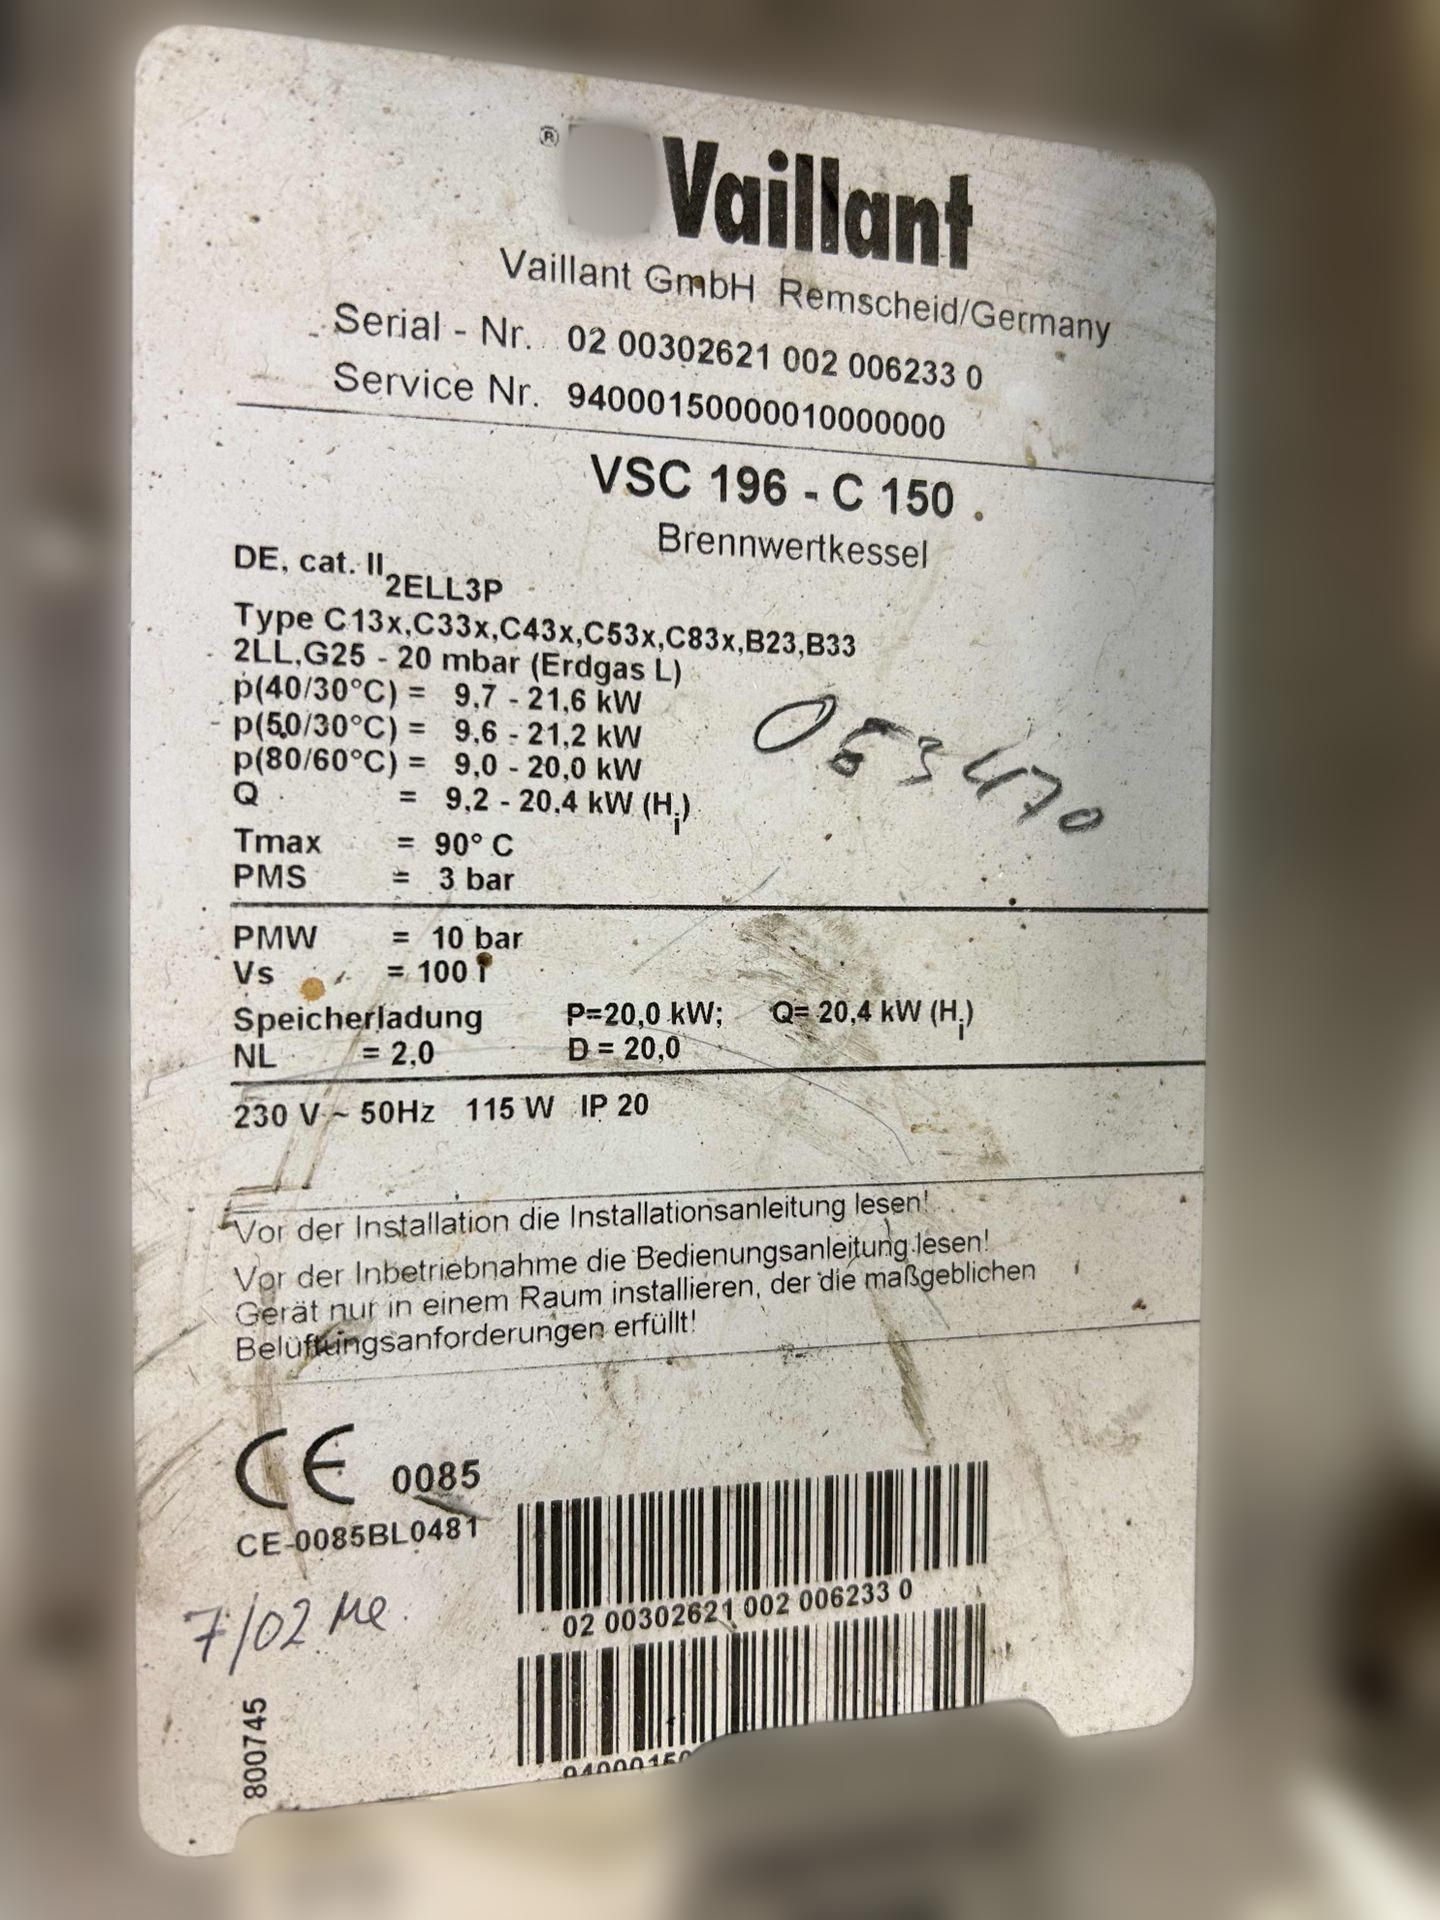 ® Vaillant
Vaillant GmbH Remscheid/Germany
Serial - Nr. 02 00302621 002 006233 0
Service Nr. 94000150000010000000
VSC 196 - C 150
Brennwertkessel
DE, cat. II 2ELL3P
Type C13x,C33x,C43x,C53x,C83x,B23,B33
2LL,G25 - 20 mbar (Erdgas L)
p(40/30°C) = 9,7 - 21,6 kW
p(50/30°C) = 9,6 - 21,2 kW
p(80/60°C) = 9,0 - 20,0 kW
Q = 9,2 - 20,4 kW (Hi)
053470
Tmax = 90° C
PMS = 3 bar
PMW = 10 bar
Vs = 100 l
Speicherladung P=20,0 kW; Q= 20,4 kW (Hi)
NL = 2,0 D = 20,0
230 V ~ 50Hz 115 W IP 20
Vor der Installation die Installationsanleitung lesen!
Vor der Inbetriebnahme die Bedienungsanleitung lesen!
Gerät nur in einem Raum installieren, der die maßgeblichen
Belüftungsanforderungen erfüllt!
CE 0085
CE-0085BL0481
02 00302621 002 006233 0
7/02 Me.
800745